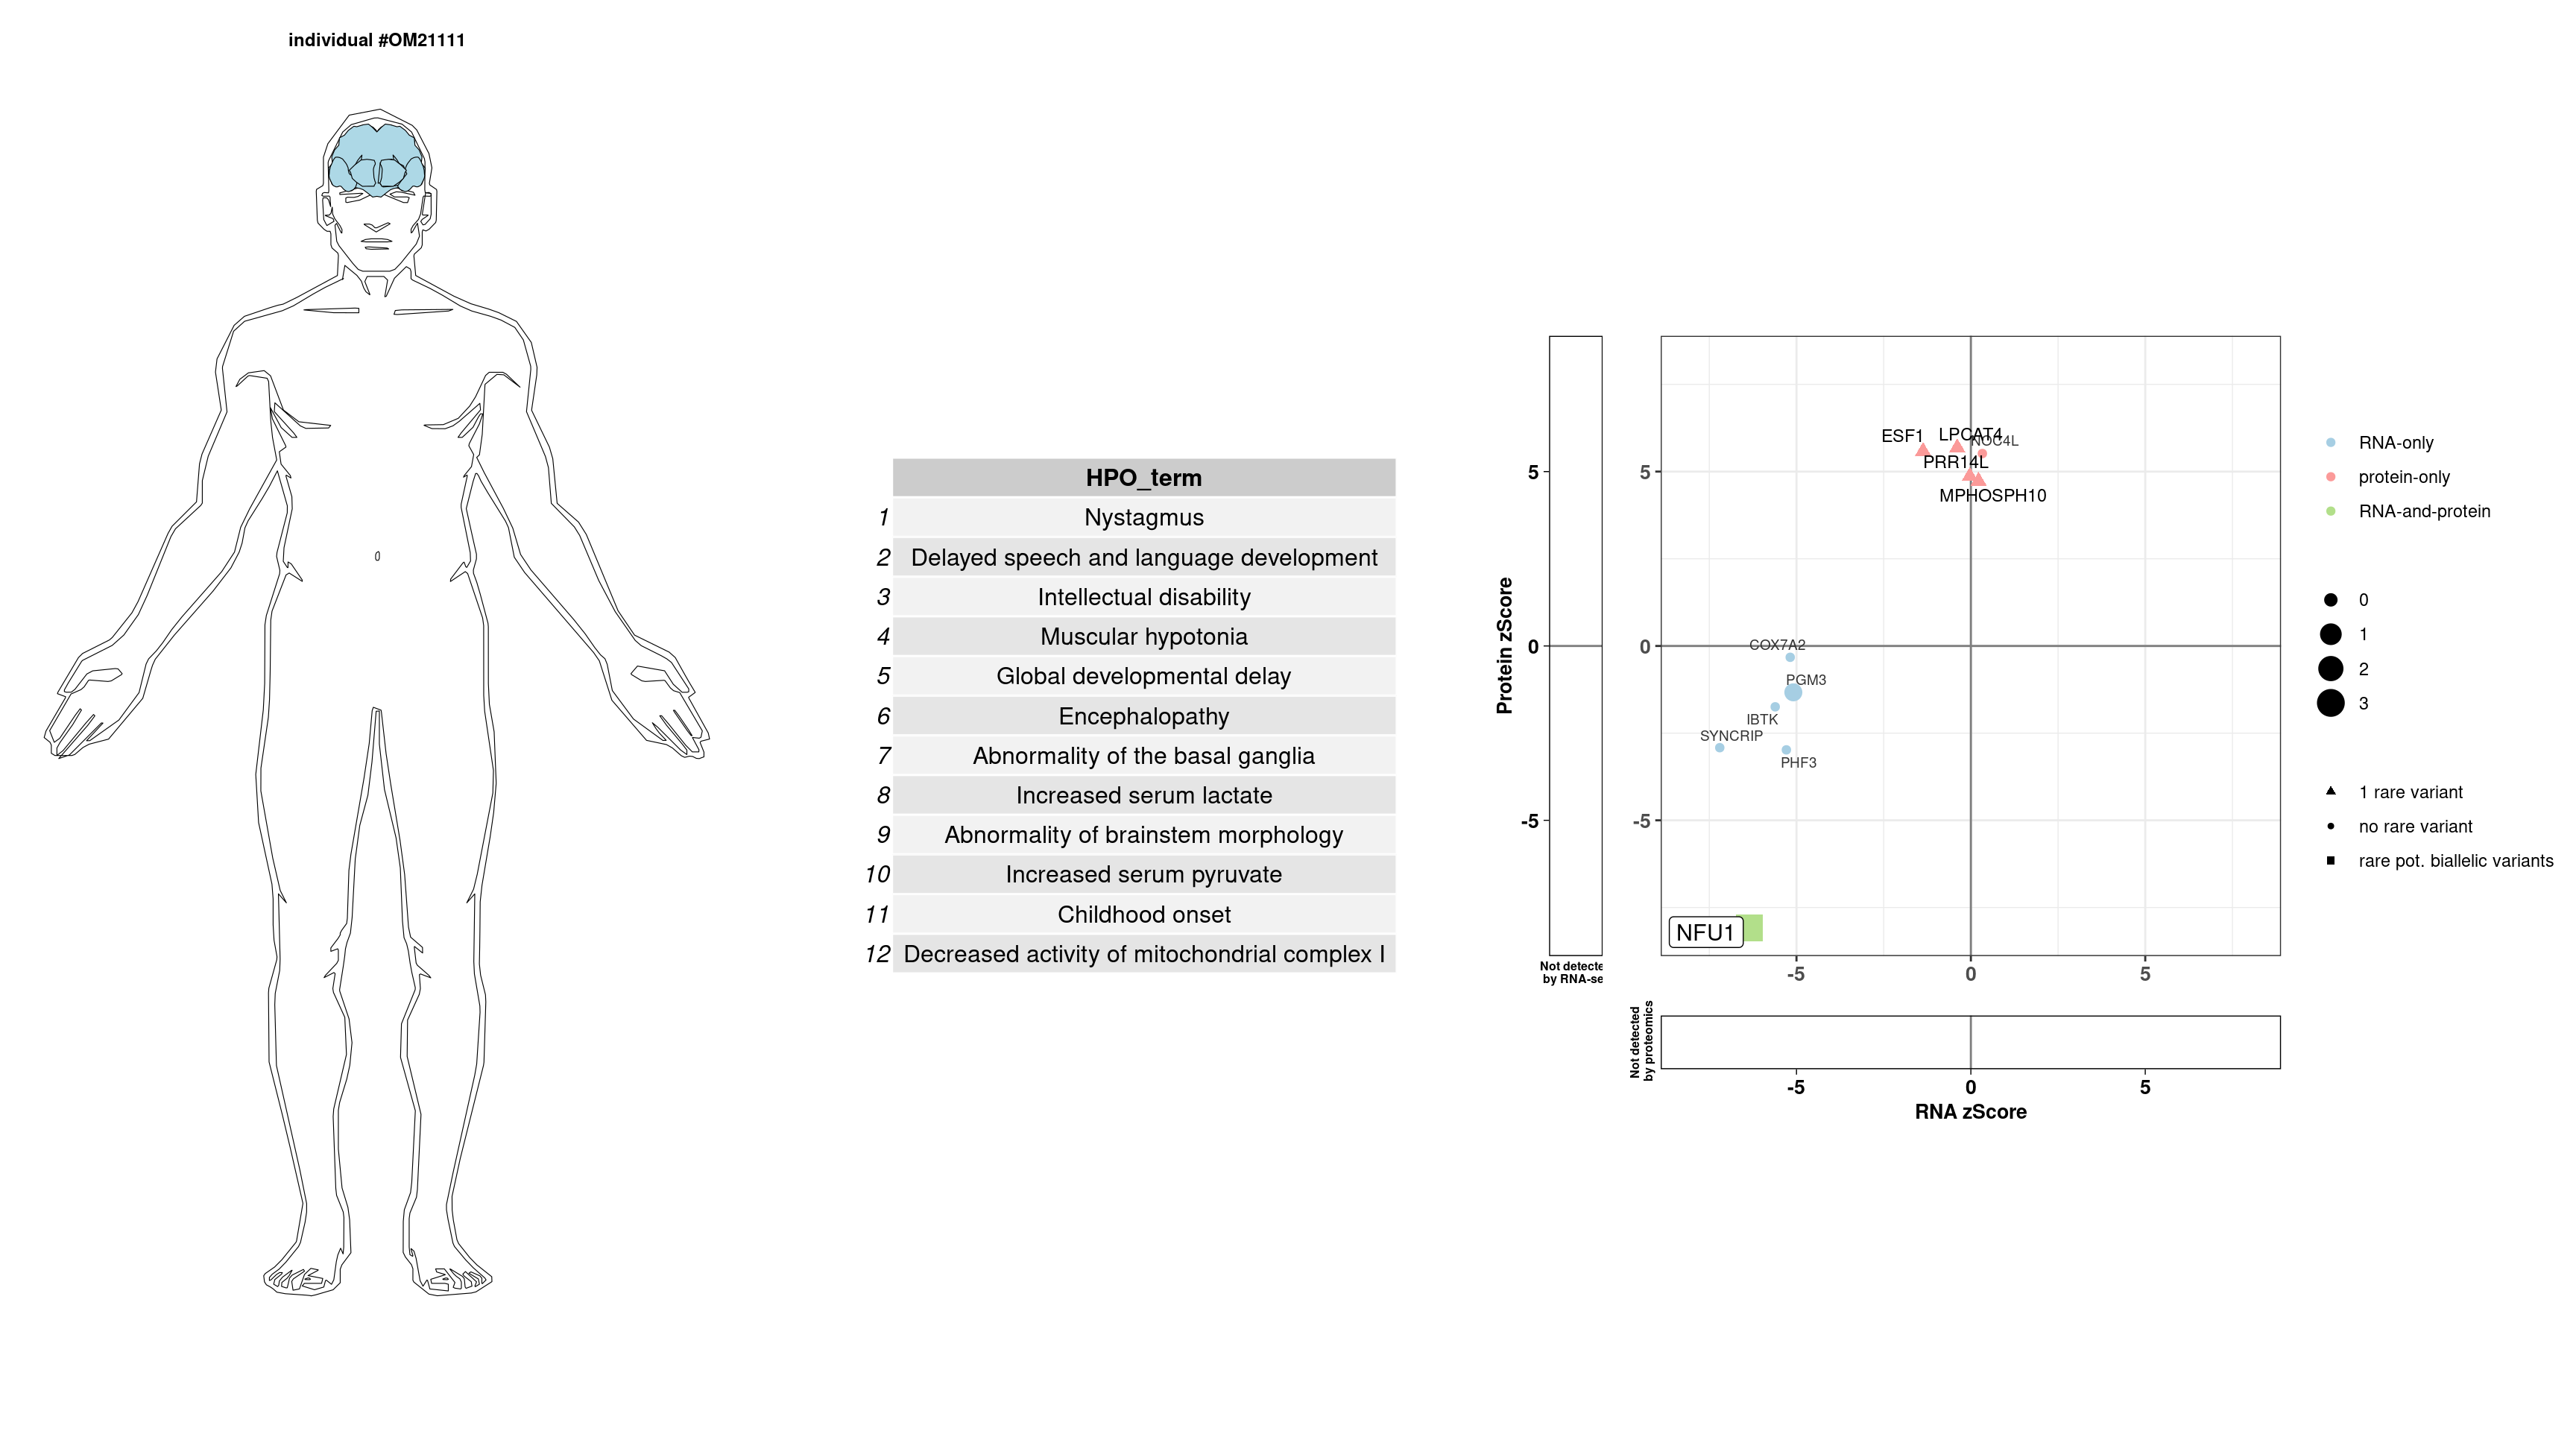 individual #OM21111
HPO_term
1 Nystagmus
2 Delayed speech and language development
3 Intellectual disability
4 Muscular hypotonia
5 Global developmental delay
6 Encephalopathy
7 Abnormality of the basal ganglia
8 Increased serum lactate
9 Abnormality of brainstem morphology
10 Increased serum pyruvate
11 Childhood onset
12 Decreased activity of mitochondrial complex I
Protein zScore
5
0
-5
Not detecte
by RNA-se
5
0
-5
ESF1
LPCAT4
NOC4L
PRR14L
MPHOSPH10
COX7A2
PGM3
IBTK
SYNCRIP
PHF3
NFU1
-5 0 5
Not detected
by proteomics
-5 0 5
RNA zScore
RNA-only
protein-only
RNA-and-protein
0
1
2
3
1 rare variant
no rare variant
rare pot. biallelic variants